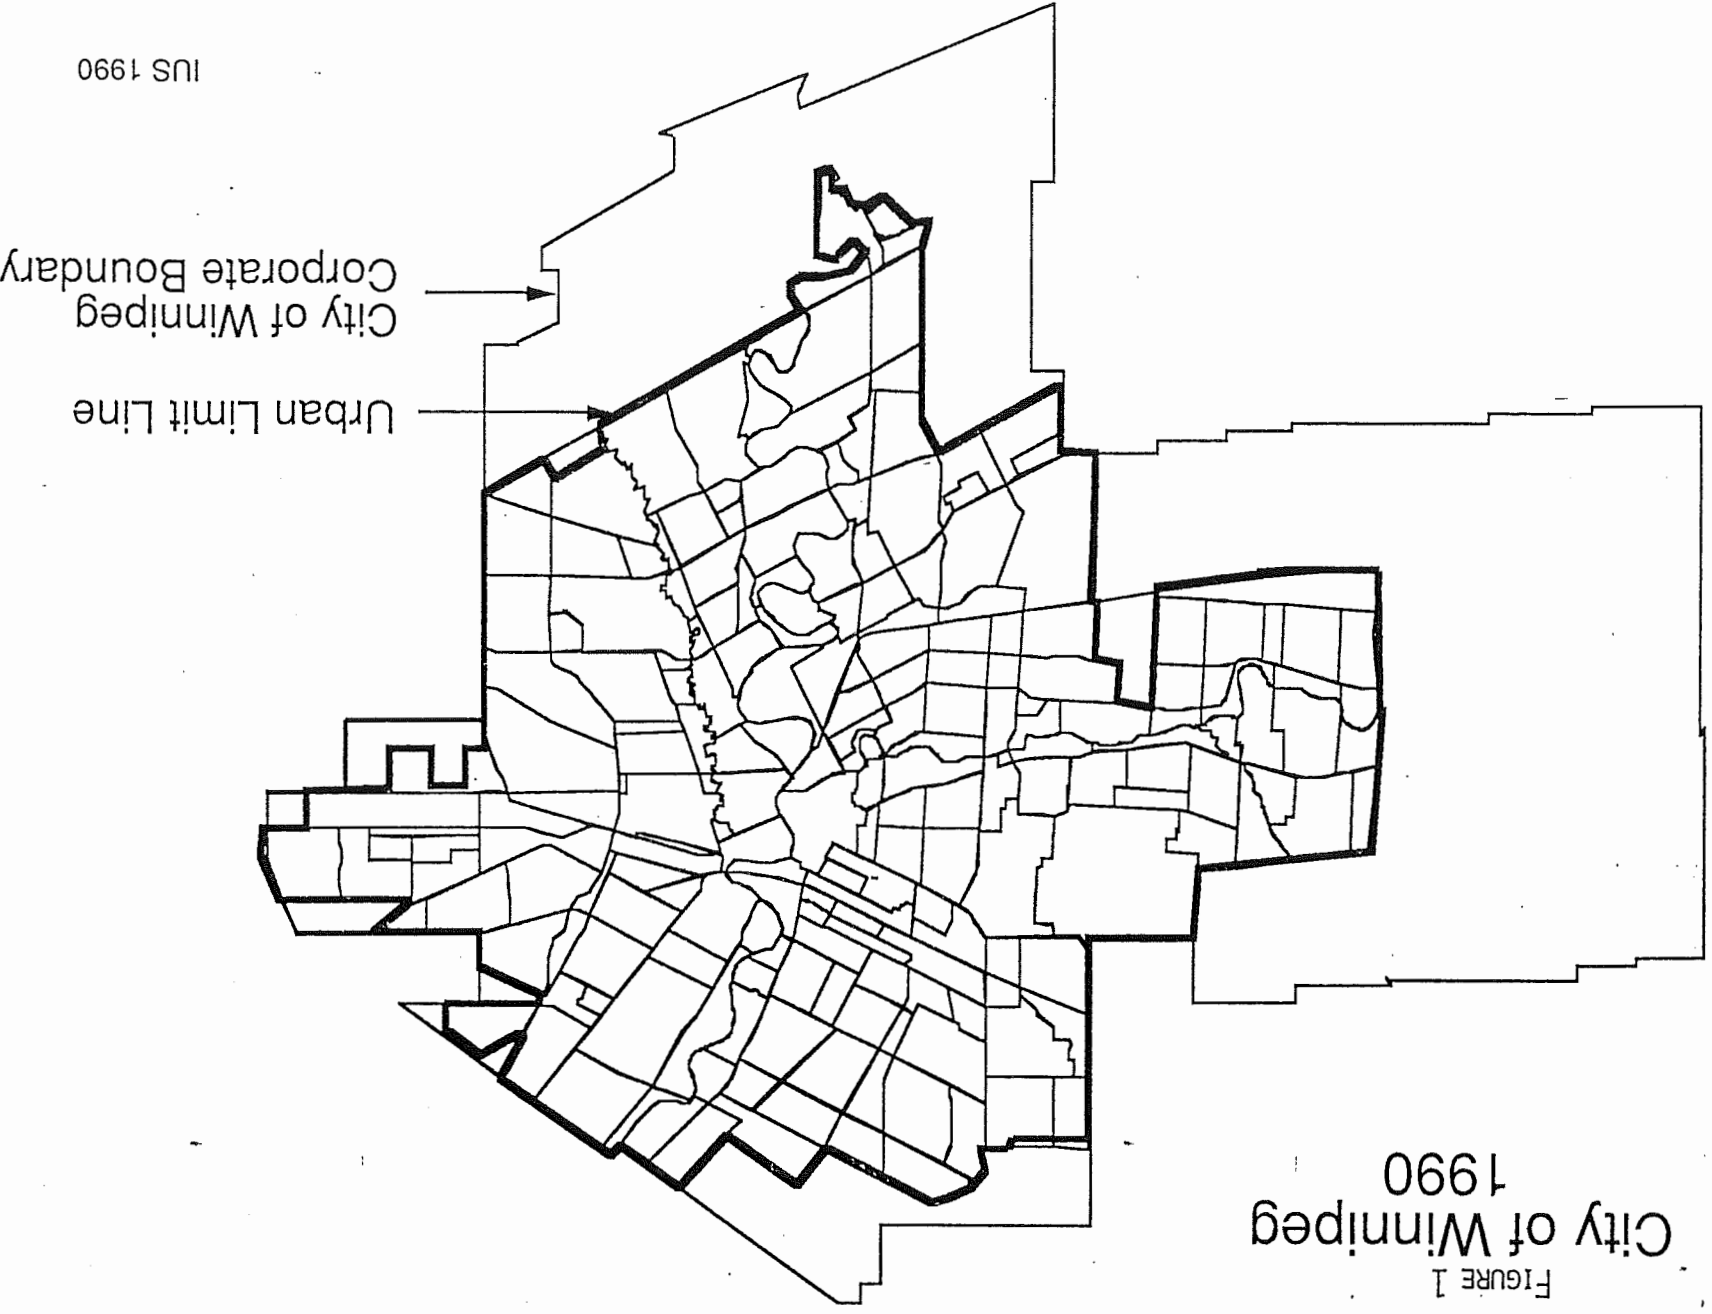 FIGURE 1
City of Winnipeg
1990
Urban Limit Line
City of Winnipeg
Corporate Boundary
IUS 1990